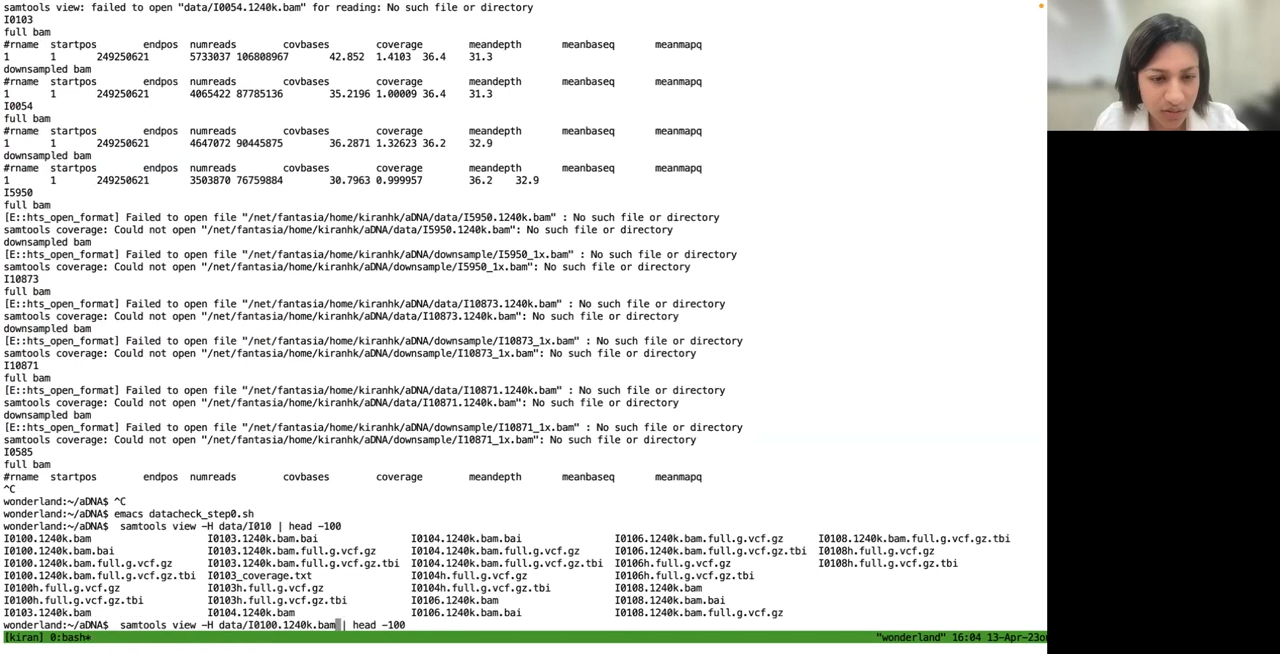 samtools view: failed to open "data/I0054.1240k.bam" for reading: No such file or directory
I0103
full bam
#rname startpos endpos numreads covbases coverage meandepth meanbaseq meanmapq
1 1 249250621 5733037 106808967 42.852 1.4103 36.4 31.3
downsampled bam
#rname startpos endpos numreads covbases coverage meandepth meanbaseq meanmapq
1 1 249250621 4065422 87785136 35.2196 1.00009 36.4 31.3
I0054
full bam
#rname startpos endpos numreads covbases coverage meandepth meanbaseq meanmapq
1 1 249250621 4647072 90445875 36.2871 1.32623 36.2 32.9
downsampled bam
#rname startpos endpos numreads covbases coverage meandepth meanbaseq meanmapq
1 1 249250621 3503870 76759884 30.7963 0.999957 36.2 32.9
I5950
full bam
[E::hts_open_format] Failed to open file "/net/fantasia/home/kiranhk/aDNA/data/I5950.1240k.bam" : No such file or directory
samtools coverage: Could not open "/net/fantasia/home/kiranhk/aDNA/data/I5950.1240k.bam": No such file or directory
downsampled bam
[E::hts_open_format] Failed to open file "/net/fantasia/home/kiranhk/aDNA/downsample/I5950_1x.bam" : No such file or directory
samtools coverage: Could not open "/net/fantasia/home/kiranhk/aDNA/downsample/I5950_1x.bam": No such file or directory
I10873
full bam
[E::hts_open_format] Failed to open file "/net/fantasia/home/kiranhk/aDNA/data/I10873.1240k.bam" : No such file or directory
samtools coverage: Could not open "/net/fantasia/home/kiranhk/aDNA/data/I10873.1240k.bam": No such file or directory
downsampled bam
[E::hts_open_format] Failed to open file "/net/fantasia/home/kiranhk/aDNA/downsample/I10873_1x.bam" : No such file or directory
samtools coverage: Could not open "/net/fantasia/home/kiranhk/aDNA/downsample/I10873_1x.bam": No such file or directory
I10871
full bam
[E::hts_open_format] Failed to open file "/net/fantasia/home/kiranhk/aDNA/data/I10871.1240k.bam" : No such file or directory
samtools coverage: Could not open "/net/fantasia/home/kiranhk/aDNA/data/I10871.1240k.bam": No such file or directory
downsampled bam
[E::hts_open_format] Failed to open file "/net/fantasia/home/kiranhk/aDNA/downsample/I10871_1x.bam" : No such file or directory
samtools coverage: Could not open "/net/fantasia/home/kiranhk/aDNA/downsample/I10871_1x.bam": No such file or directory
I0585
full bam
#rname startpos endpos numreads covbases coverage meandepth meanbaseq meanmapq
^C
wonderland:~/aDNA$ ^C
wonderland:~/aDNA$ emacs datacheck_step0.sh
wonderland:~/aDNA$ samtools view -H data/I010 | head -100
I0100.1240k.bam I0103.1240k.bam.bai I0104.1240k.bam.bai I0106.1240k.bam.full.g.vcf.gz I0108.1240k.bam.full.g.vcf.gz.tbi
I0100.1240k.bam.bai I0103.1240k.bam.full.g.vcf.gz I0104.1240k.bam.full.g.vcf.gz I0106.1240k.bam.full.g.vcf.gz.tbi I0108h.full.g.vcf.gz
I0100.1240k.bam.full.g.vcf.gz I0103.1240k.bam.full.g.vcf.gz.tbi I0104.1240k.bam.full.g.vcf.gz.tbi I0106h.full.g.vcf.gz I0108h.full.g.vcf.gz.tbi
I0100.1240k.bam.full.g.vcf.gz.tbi I0103_coverage.txt I0104h.full.g.vcf.gz I0106h.full.g.vcf.gz.tbi
I0100h.full.g.vcf.gz I0103h.full.g.vcf.gz I0104h.full.g.vcf.gz.tbi I0108.1240k.bam
I0100h.full.g.vcf.gz.tbi I0103h.full.g.vcf.gz.tbi I0106.1240k.bam I0108.1240k.bam.bai
I0103.1240k.bam I0104.1240k.bam I0106.1240k.bam.bai I0108.1240k.bam.full.g.vcf.gz
wonderland:~/aDNA$ samtools view -H data/I0100.1240k.bam | head -100
[kiran] 0:bash* "wonderland" 16:04 13-Apr-23